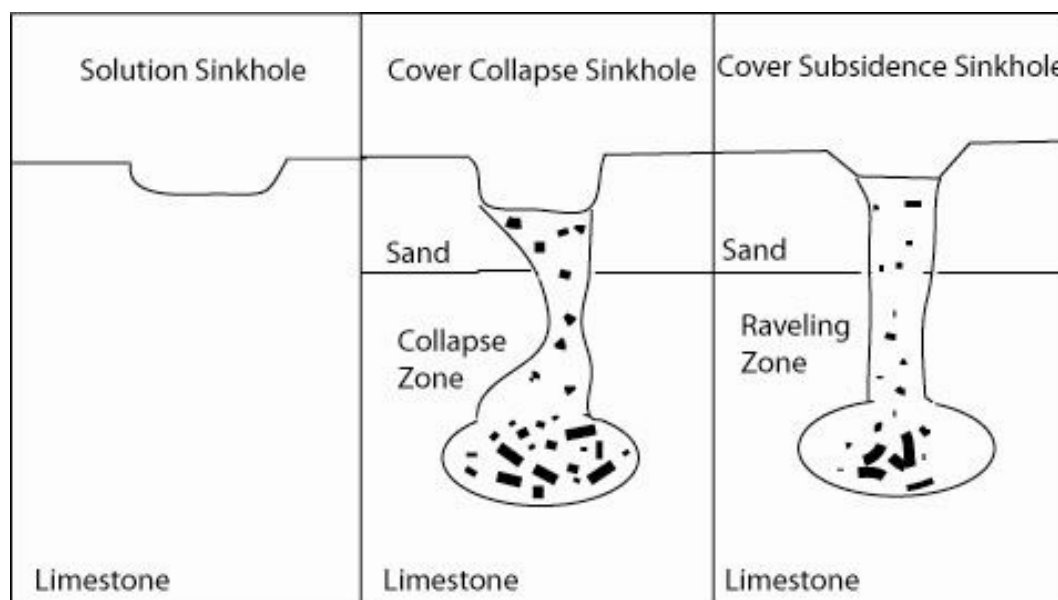 Solution Sinkhole
Cover Collapse Sinkhole
Cover Subsidence Sinkhole
Sand
Sand
Collapse
Zone
Raveling
Zone
Limestone
Limestone
Limestone